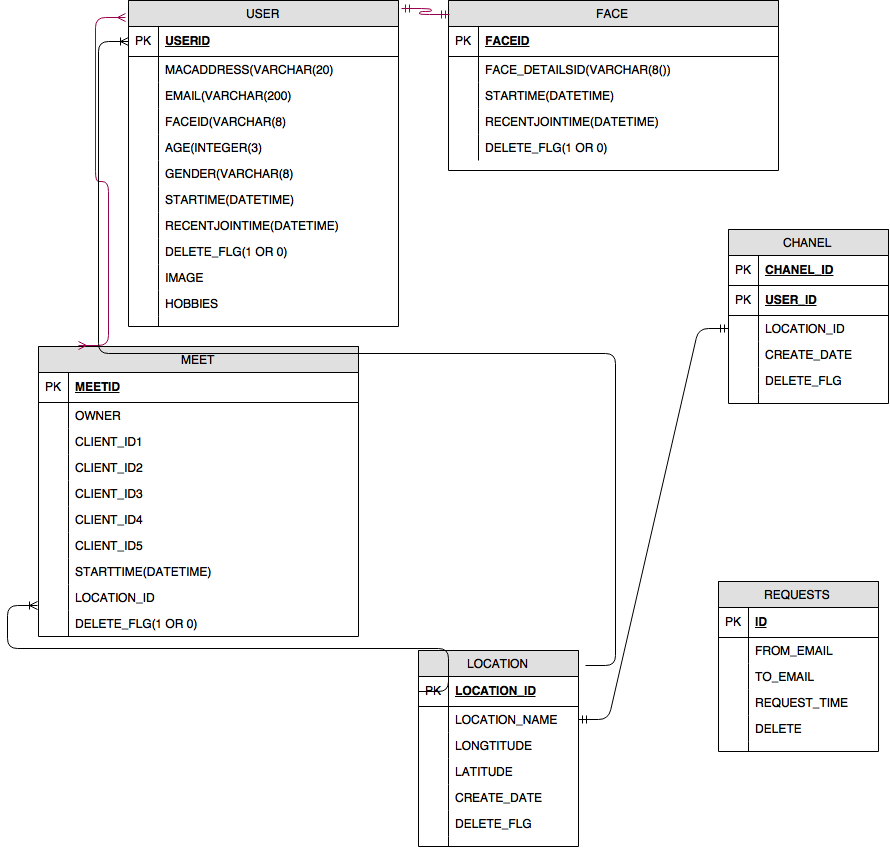 USER
PK USERID
MACADDRESS(VARCHAR(20)
EMAIL(VARCHAR(200)
FACEID(VARCHAR(8)
AGE(INTEGER(3)
GENDER(VARCHAR(8)
STARTIME(DATETIME)
RECENTJOINTIME(DATETIME)
DELETE_FLG(1 OR 0)
IMAGE
HOBBIES
FACE
PK FACEID
FACE_DETAILSID(VARCHAR(8())
STARTIME(DATETIME)
RECENTJOINTIME(DATETIME)
DELETE_FLG(1 OR 0)
CHANEL
PK CHANEL_ID
PK USER_ID
LOCATION_ID
CREATE_DATE
DELETE_FLG
MEET
PK MEETID
OWNER
CLIENT_ID1
CLIENT_ID2
CLIENT_ID3
CLIENT_ID4
CLIENT_ID5
STARTTIME(DATETIME)
LOCATION_ID
DELETE_FLG(1 OR 0)
REQUESTS
PK ID
FROM_EMAIL
TO_EMAIL
REQUEST_TIME
DELETE
LOCATION
PK LOCATION_ID
LOCATION_NAME
LONGTITUDE
LATITUDE
CREATE_DATE
DELETE_FLG